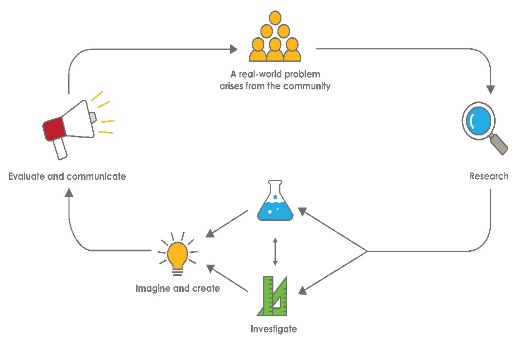 A real-world problem
arises from the community
Evaluate and communicate
Research
Imagine and create
Investigate